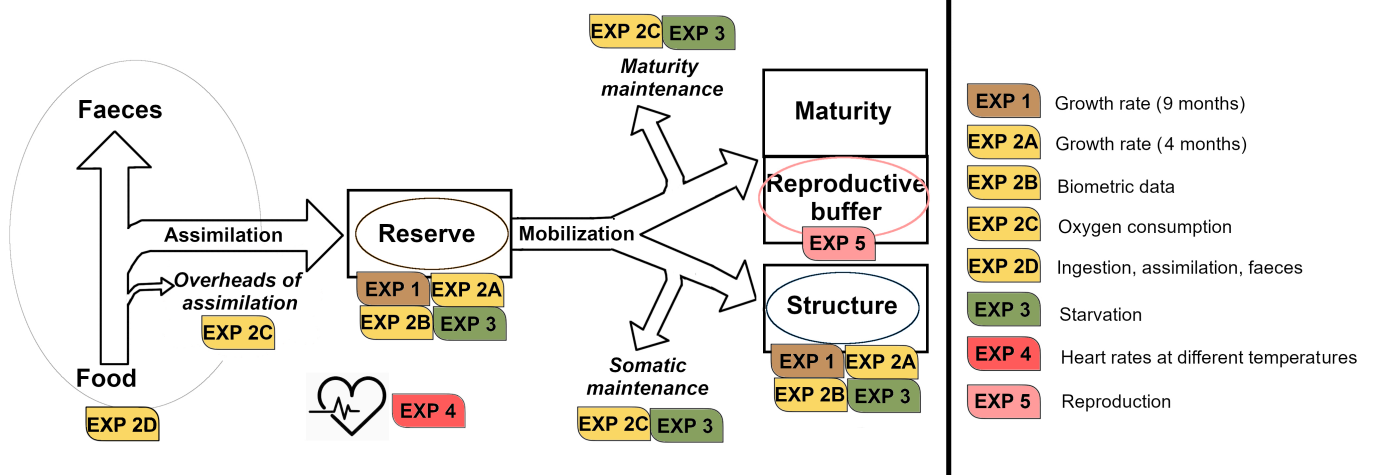 EXP 2C EXP 3
Maturity
maintenance
Faeces
Assimilation
Overheads of
assimilation
EXP 2C
Food
EXP 2D
Reserve
EXP 1 EXP 2A
EXP 2B EXP 3
EXP 4
Mobilization
Somatic
maintenance
EXP 2C EXP 3
Maturity
Reproductive
buffer
EXP 5
Structure
EXP 1 EXP 2A
EXP 2B EXP 3
EXP 1 Growth rate (9 months)
EXP 2A Growth rate (4 months)
EXP 2B Biometric data
EXP 2C Oxygen consumption
EXP 2D Ingestion, assimilation, faeces
EXP 3 Starvation
EXP 4 Heart rates at different temperatures
EXP 5 Reproduction